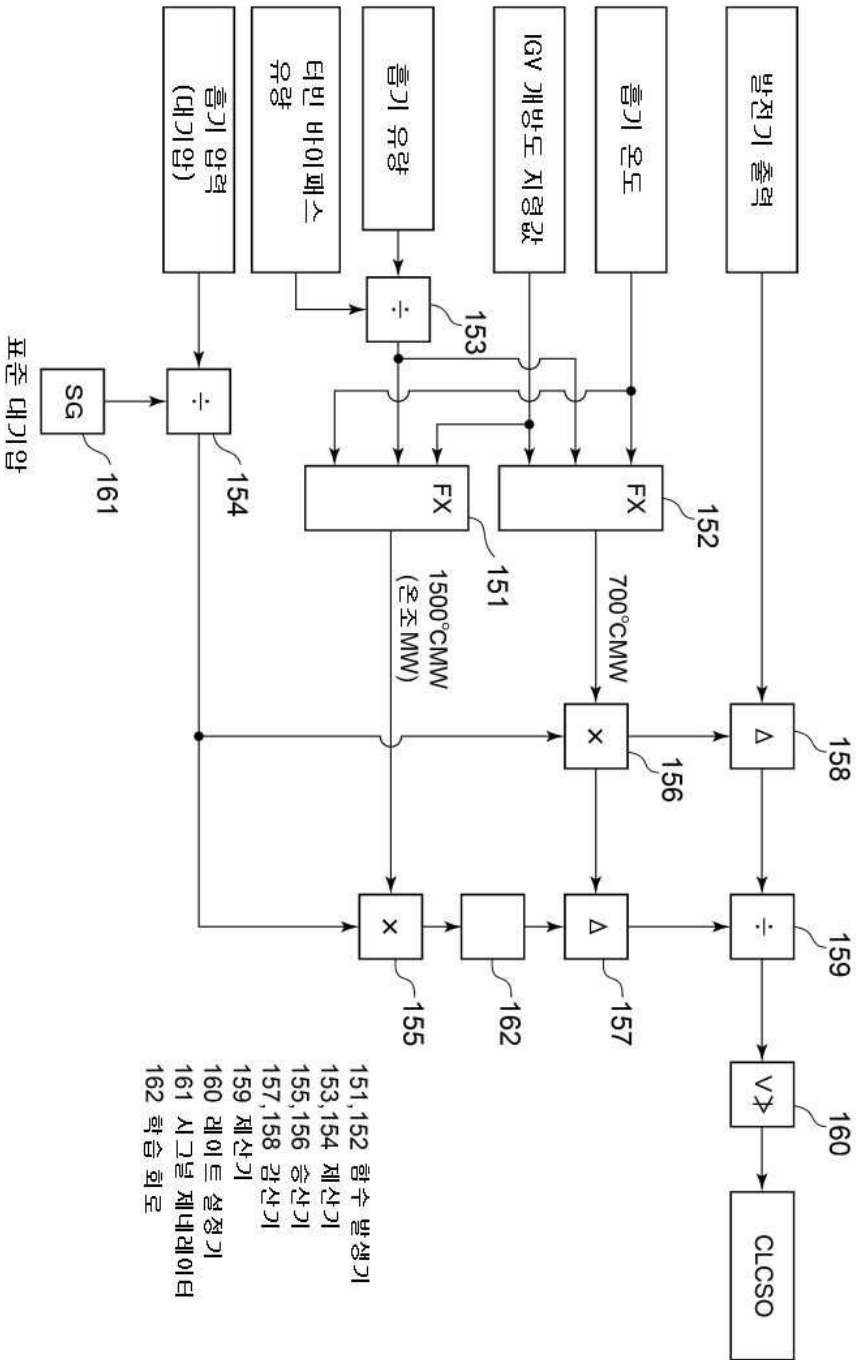 발전기 출력
흡기 온도
IGV 개방도 지령값
흡기 유량
터빈 바이패스
유량
흡기 압력
(대기압)
÷
153
÷
154
SG
161
표준 대기압
FX
152
FX
151
700℃MW
1500℃MW
(온조MW)
Δ
158
×
156
÷
159
Δ
157
162
×
155
160
CLCSO
151,152 함수 발생기
153,154 제산기
155,156 승산기
157,158 감산기
159 제산기
160 레이트 설정기
161 시그널 제네레이터
162 학습 회로